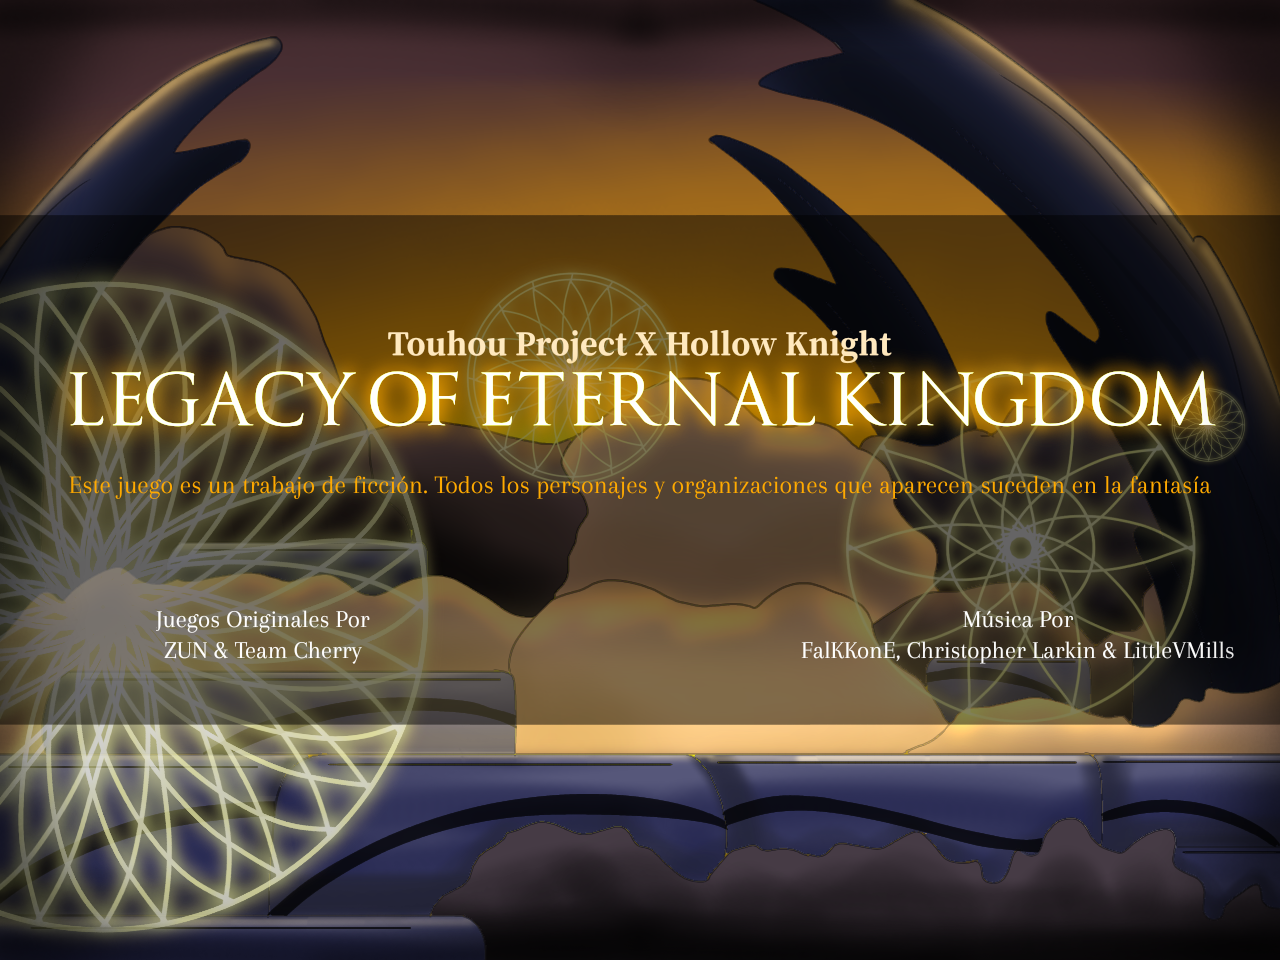 Touhou Project X Hollow Knight
LEGACY OF ETERNAL KINGDOM
Este juego es un trabajo de ficción. Todos los personajes y organizaciones que aparecen suceden en la fantasía
Juegos Originales Por
ZUN & Team Cherry
Música Por
FalKKonE, Christopher Larkin & LittleVMills